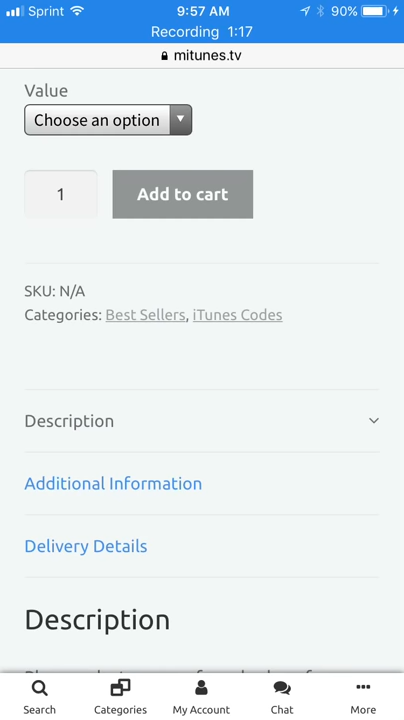 Sprint 9:57 AM 90%
Recording 1:17
mitunes.tv
Value
Choose an option
1 Add to cart
SKU: N/A
Categories: Best Sellers, iTunes Codes
Description
Additional Information
Delivery Details
Description
Search Categories My Account Chat More